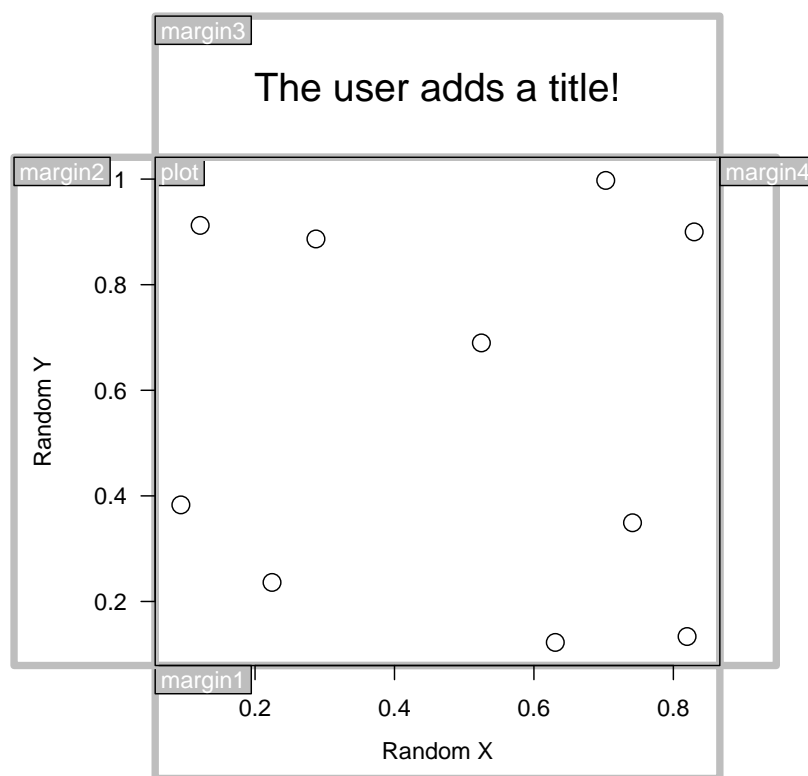 margin3
The user adds a title!
margin2
plot
margin4
1
0.8
0.6
0.4
0.2
Random Y
margin1
0.2 0.4 0.6 0.8
Random X